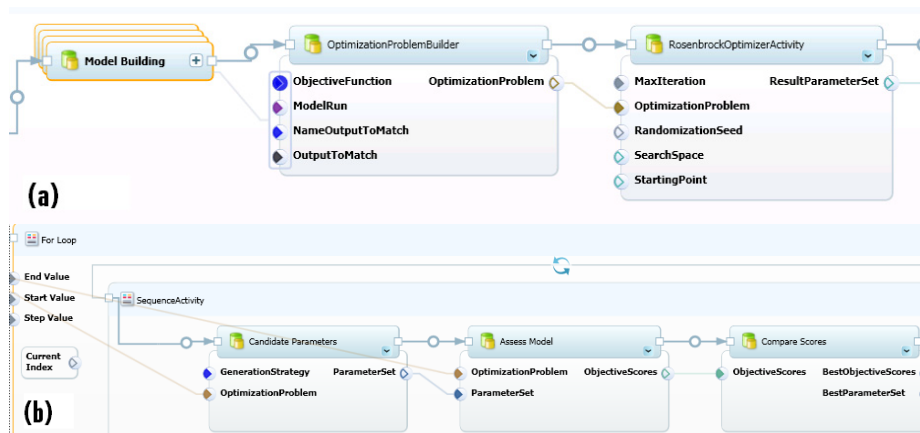 Model Building
OptimizationProblemBuilder
ObjectiveFunction OptimizationProblem
ModelRun
NameOutputToMatch
OutputToMatch
RosenbrockOptimizerActivity
MaxIteration ResultParameterSet
OptimizationProblem
RandomizationSeed
SearchSpace
StartingPoint
(a)
For Loop
End Value
Start Value
Step Value
Current
Index
SequenceActivity
Candidate Parameters
GenerationStrategy ParameterSet
OptimizationProblem
Assess Model
OptimizationProblem ObjectiveScores
ParameterSet
Compare Scores
ObjectiveScores BestObjectiveScores
BestParameterSet
(b)